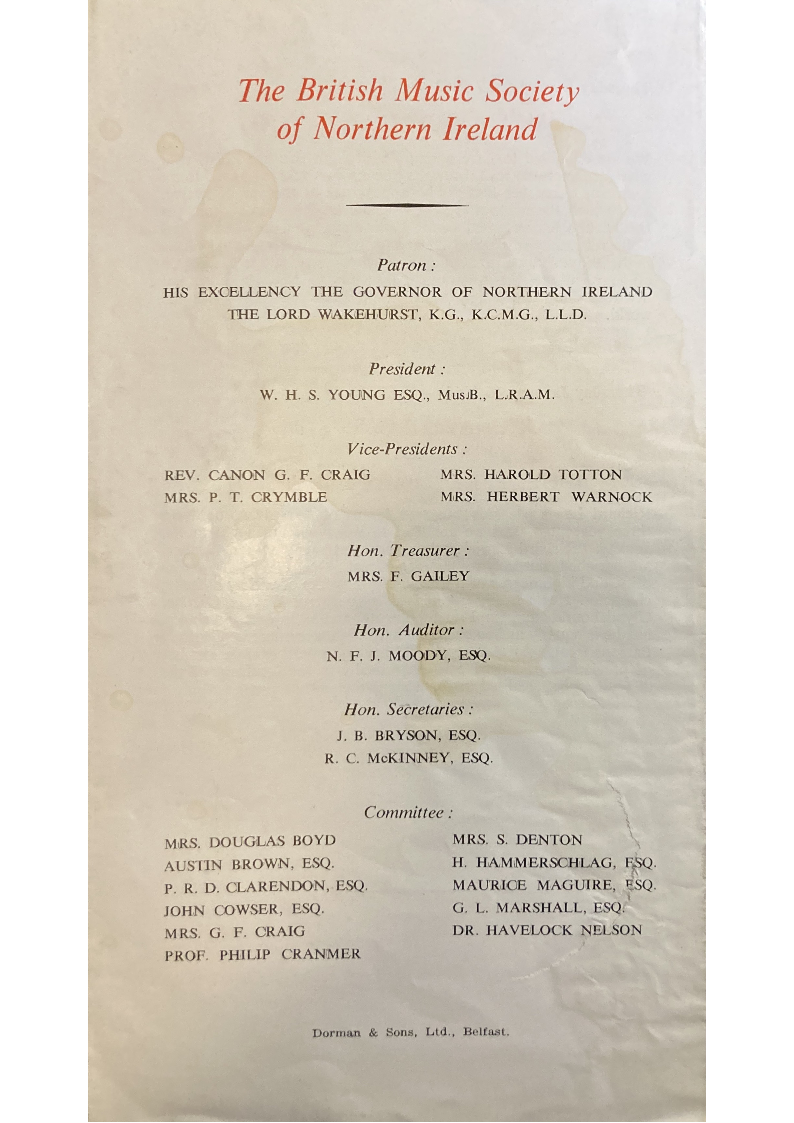 The British Music Society
of Northern Ireland
Patron :
HIS EXCELLENCY THE GOVERNOR OF NORTHERN IRELAND
THE LORD WAKEHURST, K.G., K.C.M.G., L.L.D.
President :
W. H. S. YOUNG ESQ., Mus.B., L.R.A.M.
Vice-Presidents :
REV. CANON G. F. CRAIG
MRS. P. T. CRYMBLE
MRS. HAROLD TOTTON
MRS. HERBERT WARNOCK
Hon. Treasurer :
MRS. F. GAILEY
Hon. Auditor :
N. F. J. MOODY, ESQ.
Hon. Secretaries :
J. B. BRYSON, ESQ.
R. C. McKINNEY, ESQ.
Committee :
MRS. DOUGLAS BOYD
AUSTIN BROWN, ESQ.
P. R. D. CLARENDON, ESQ.
JOHN COWSER, ESQ.
MRS. G. F. CRAIG
PROF. PHILIP CRANMER
MRS. S. DENTON
H. HAMMERSCHLAG, ESQ.
MAURICE MAGUIRE, ESQ.
G. L. MARSHALL, ESQ.
DR. HAVELOCK NELSON
Dorman & Sons, Ltd., Belfast.